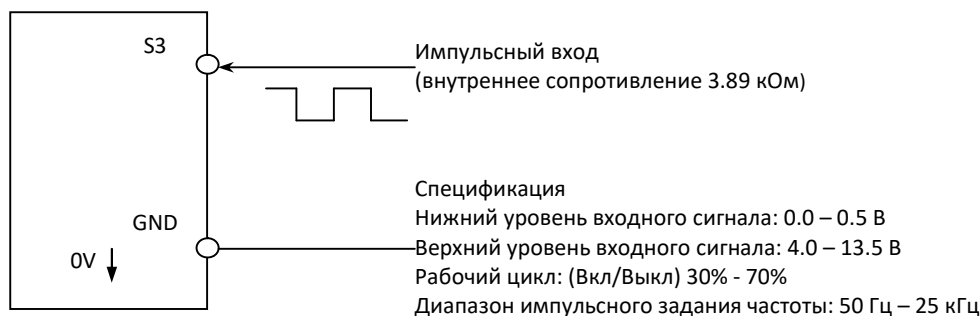 S3
Импульсный вход
(внутреннее сопротивление 3.89 кОм)
Спецификация
Нижний уровень входного сигнала: 0.0 – 0.5 В
GND
Верхний уровень входного сигнала: 4.0 – 13.5 В
0V
Рабочий цикл: (Вкл/Выкл) 30% - 70%
Диапазон импульсного задания частоты: 50 Гц – 25 кГц